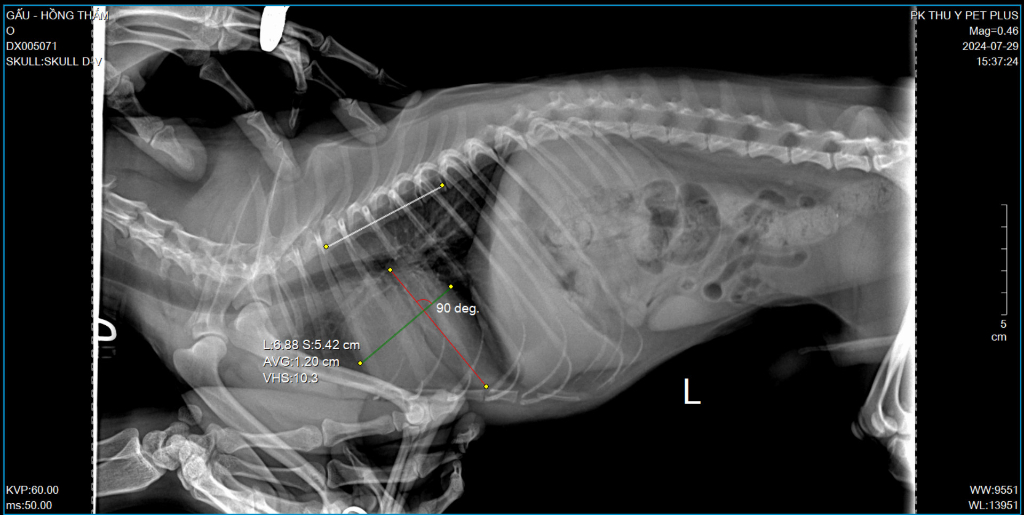 GẤU - HỒNG THẮM
O
DX005071
SKULL:SKULL D-V
PK THU Y PET PLUS
Mag=0.46
2024-07-29
15:37:24
90 deg.
L:6.88 S:5.42 cm
AVG:1.20 cm
VHS:10.3
5
cm
L
KVP:60.00
ms:50.00
WW:9551
WL:13951